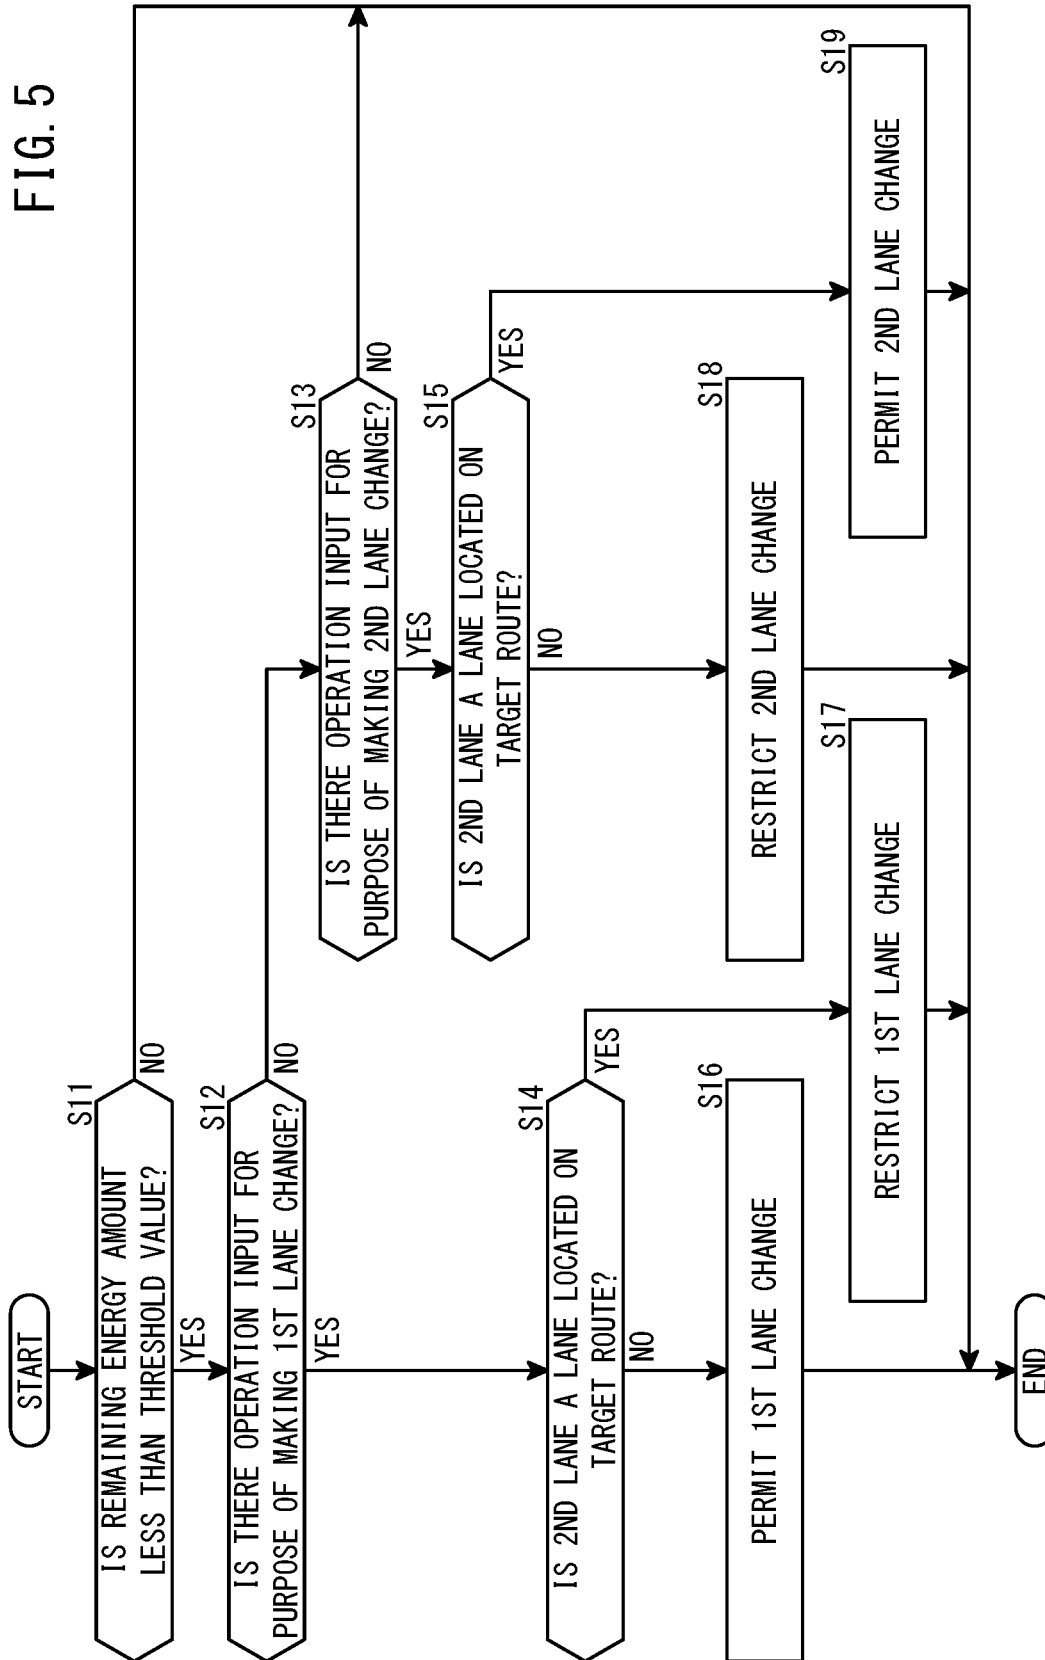 FIG. 5
START
S11
IS REMAINING ENERGY AMOUNT
LESS THAN THRESHOLD VALUE?
NO
YES
S12
IS THERE OPERATION INPUT FOR
PURPOSE OF MAKING 1ST LANE CHANGE?
NO
YES
S13
IS THERE OPERATION INPUT FOR
PURPOSE OF MAKING 2ND LANE CHANGE?
NO
YES
S14
IS 2ND LANE A LANE LOCATED ON
TARGET ROUTE?
YES
NO
S15
IS 2ND LANE A LANE LOCATED ON
TARGET ROUTE?
YES
NO
S16
PERMIT 1ST LANE CHANGE
S17
RESTRICT 1ST LANE CHANGE
S18
RESTRICT 2ND LANE CHANGE
S19
PERMIT 2ND LANE CHANGE
END